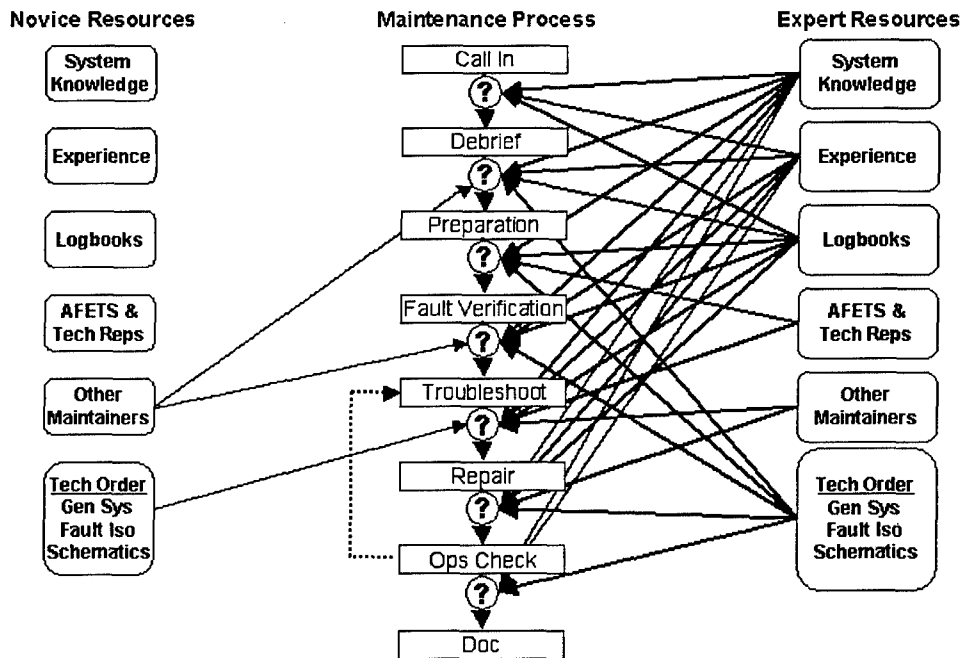 Novice Resources
Maintenance Process
Expert Resources
System
Knowledge
Experience
Logbooks
AFETS &
Tech Reps
Other
Maintainers
Tech Order
Gen Sys
Fault Iso
Schematics
Call In
?
Debrief
?
Preparation
?
Fault Verification
?
Troubleshoot
?
Repair
?
Ops Check
?
Doc
System
Knowledge
Experience
Logbooks
AFETS &
Tech Reps
Other
Maintainers
Tech Order
Gen Sys
Fault Iso
Schematics